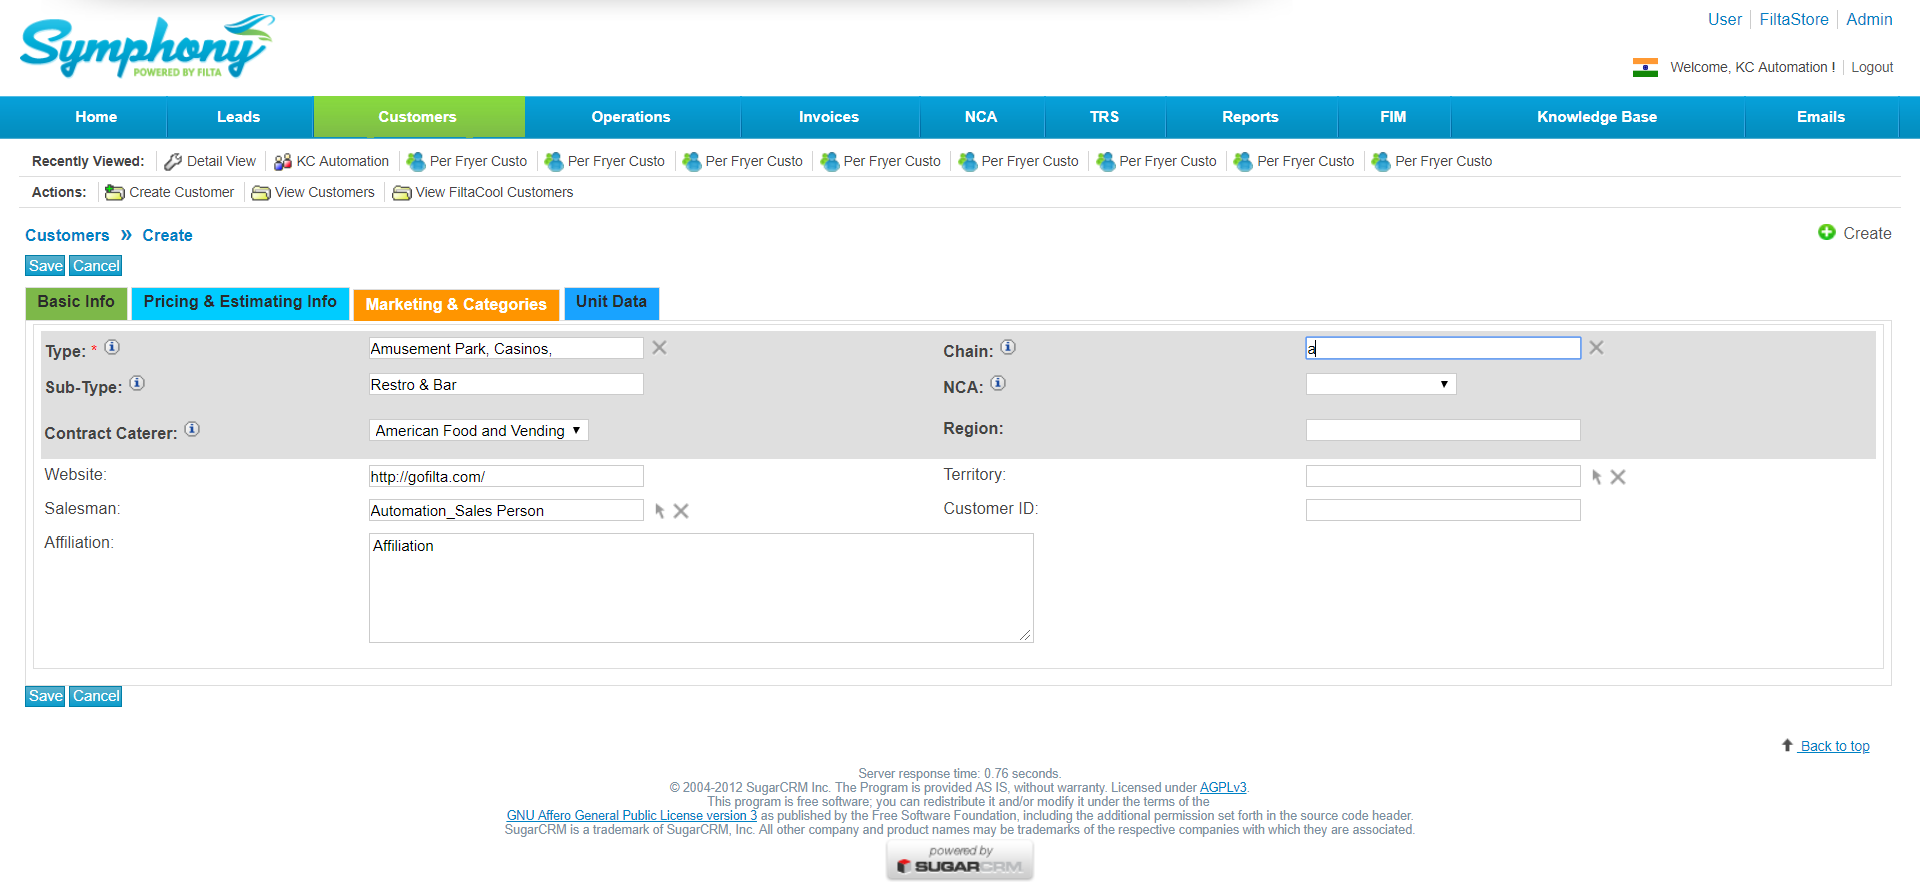 Symphony
POWERED BY FILTA
User FiltaStore Admin
Welcome, KC Automation ! Logout
Home Leads Customers Operations Invoices NCA TRS Reports FIM Knowledge Base Emails
Recently Viewed: Detail View KC Automation Per Fryer Custo Per Fryer Custo Per Fryer Custo Per Fryer Custo Per Fryer Custo Per Fryer Custo Per Fryer Custo Per Fryer Custo
Actions: Create Customer View Customers View FiltaCool Customers
Customers » Create
Create
Save Cancel
Basic Info Pricing & Estimating Info Marketing & Categories Unit Data
Type: * Amusement Park, Casinos, Chain: a
Sub-Type: Restro & Bar NCA:
Contract Caterer: American Food and Vending Region:
Website: http://gofilta.com/ Territory:
Salesman: Automation_Sales Person Customer ID:
Affiliation: Affiliation
Save Cancel
Back to top
Server response time: 0.76 seconds.
© 2004-2012 SugarCRM Inc. The Program is provided AS IS, without warranty. Licensed under AGPLv3.
This program is free software; you can redistribute it and/or modify it under the terms of the
GNU Affero General Public License version 3 as published by the Free Software Foundation, including the additional permission set forth in the source code header.
SugarCRM is a trademark of SugarCRM, Inc. All other company and product names may be trademarks of the respective companies with which they are associated.
powered by
SUGARCRM